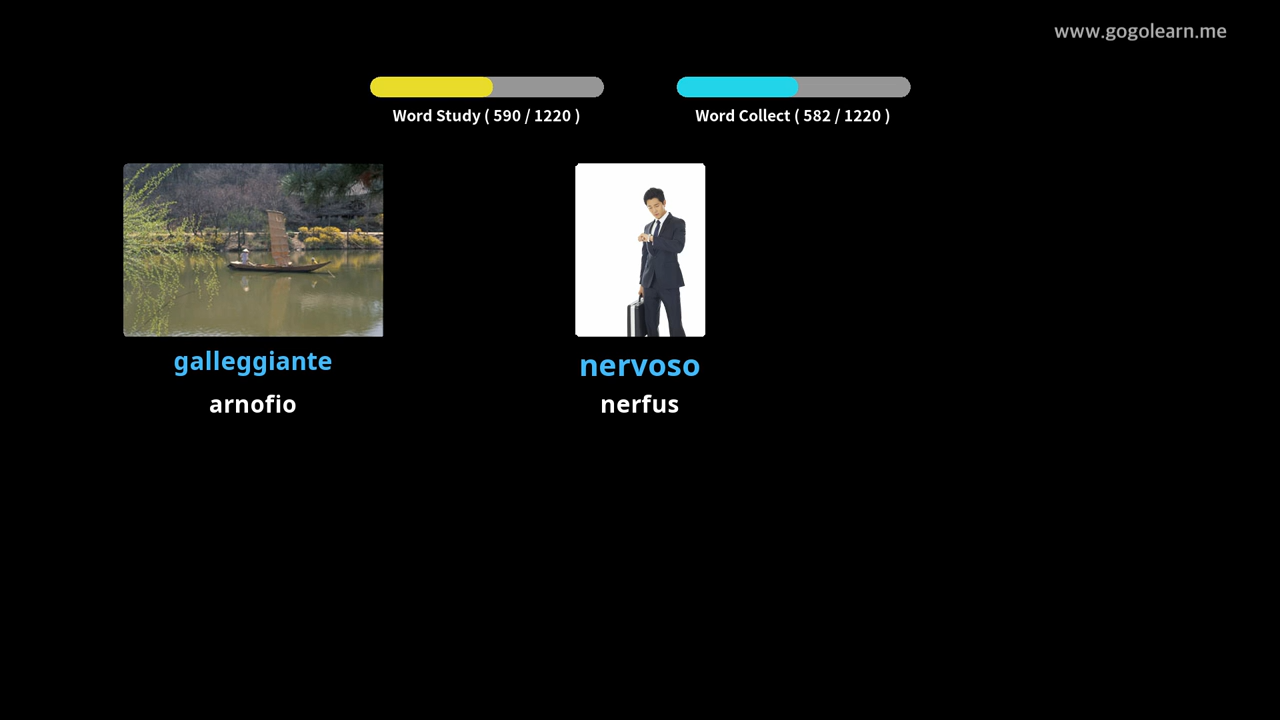 www.gogolearn.me
Word Study ( 590 / 1220 )
Word Collect ( 582 / 1220 )
galleggiante
arnofio
nervoso
nerfus